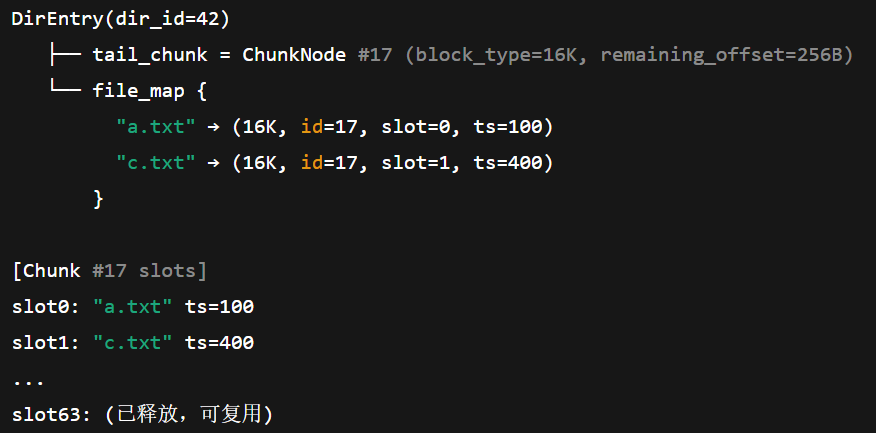 DirEntry(dir_id=42)
├── tail_chunk = ChunkNode #17 (block_type=16K, remaining_offset=256B)
└── file_map {
"a.txt" → (16K, id=17, slot=0, ts=100)
"c.txt" → (16K, id=17, slot=1, ts=400)
}
[Chunk #17 slots]
slot0: "a.txt" ts=100
slot1: "c.txt" ts=400
...
slot63: (已释放，可复用)